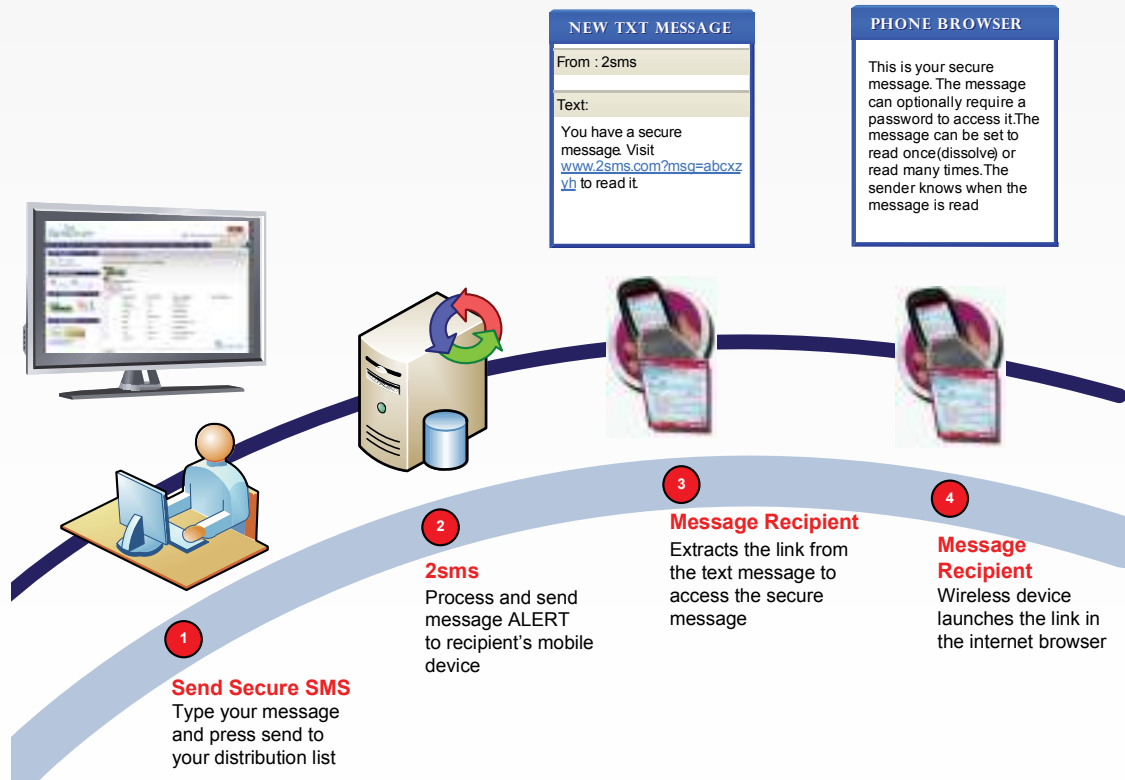 NEW TXT MESSAGE
From : 2sms
Text:
You have a secure
message. Visit
www.2sms.com?msg=abcxz
yh to read it.
PHONE BROWSER
This is your secure
message. The message
can optionally require a
password to access it.The
message can be set to
read once(dissolve) or
read many times.The
sender knows when the
message is read
1
Send Secure SMS
Type your message
and press send to
your distribution list
2
2sms
Process and send
message ALERT
to recipient’s mobile
device
3
Message Recipient
Extracts the link from
the text message to
access the secure
message
4
Message
Recipient
Wireless device
launches the link in
the internet browser